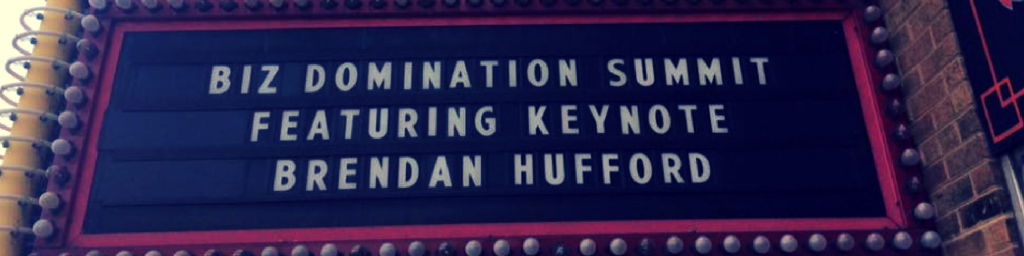 BIZ DOMINATION SUMMIT
FEATURING KEYNOTE
BRENDAN HUFFORD